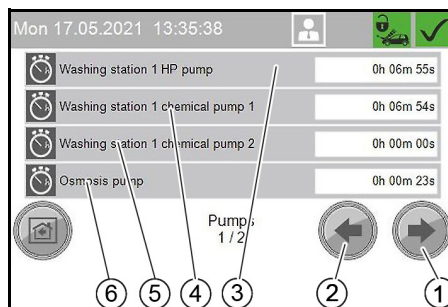 Mon 17.05.2021 13:35:38
Washing station 1 HP pump 0h 06m 55s
Washing station 1 chemical pump 1 0h 06m 54s
Washing station 1 chemical pump 2 0h 00m 00s
Osmosis pump 0h 00m 23s
Pumps
1 / 2
6 5 4 3 2 1